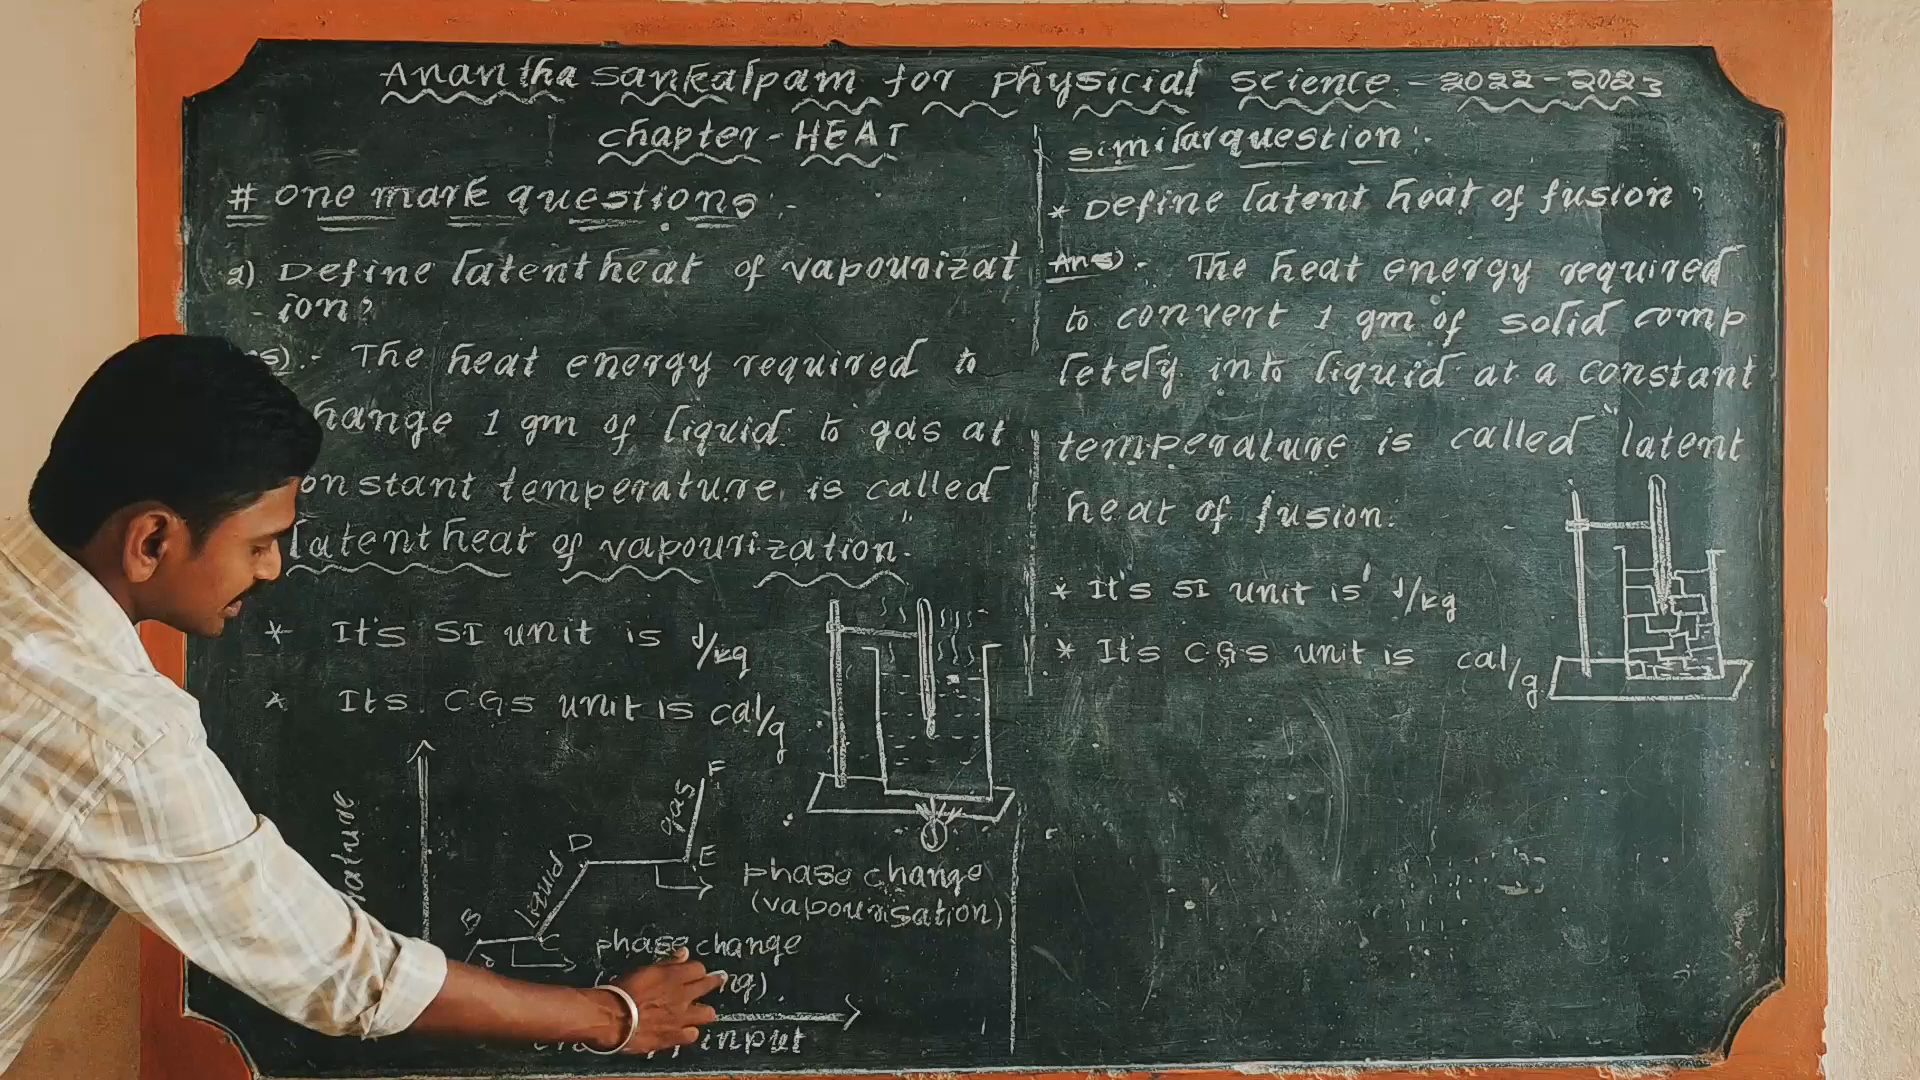 Anantha sankalpam for physicial science - 2022-2023
chapter - HEAT
# one mark questions :-
a) Define latent heat of vapourizat
ion?
:- The heat energy required to
hange 1 gm of liquid to gas at
onstant temperature is called
latent heat of vapourization.
* It's SI unit is J/kg
* Its CGS unit is cal/g
F
gas
D
E
liquid
phase change
(vapourisation)
B
C
phase change
input
similar question :-
* Define latent heat of fusion ?
Ans) :- The heat energy required
to convert 1 gm of solid comp
letely into liquid at a constant
temperature is called "latent
heat of fusion.
* It's SI unit is J/kg
* It's CGS unit is cal/g